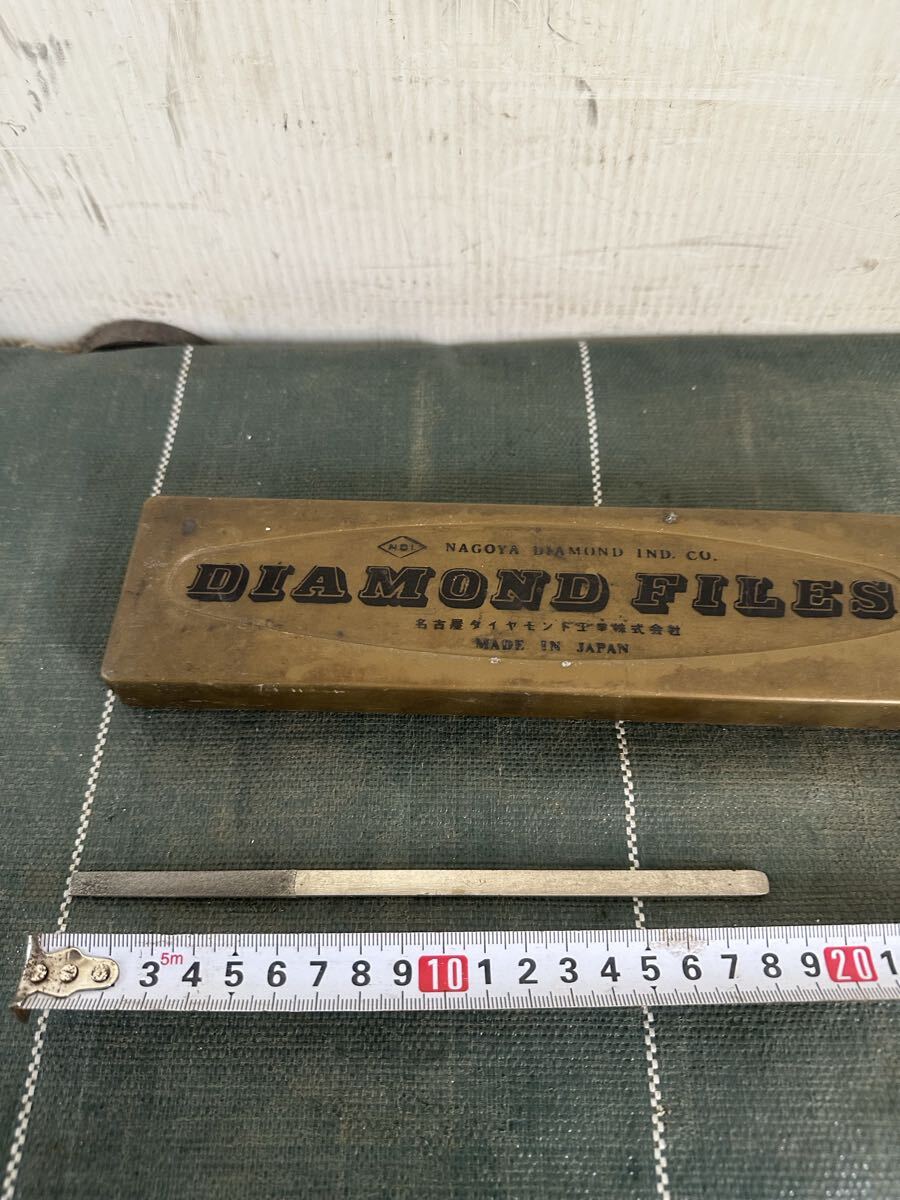 NDI NAGOYA DIAMOND IND. CO.
DIAMOND FILES
名古屋ダイヤモンド工業株式会社
MADE IN JAPAN
3 5m 4 5 6 7 8 9 10 1 2 3 4 5 6 7 8 9 20 1